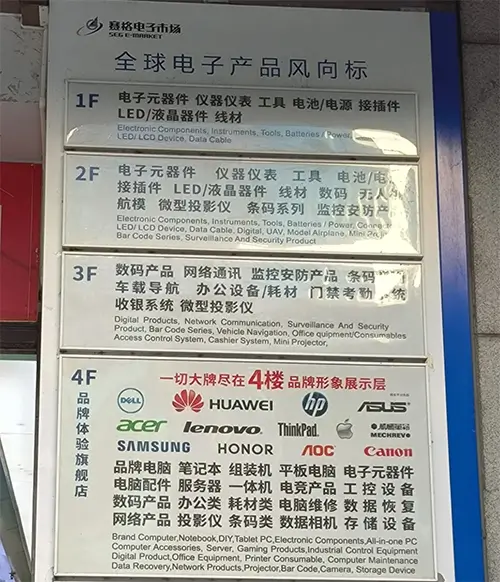 赛格电子市场
SEG E-MARKET
全球电子产品风向标
1F
电子元器件 仪器仪表 工具 电池/电源 接插件
LED/液晶器件 线材
Electronic Components, Instruments, Tools, Batteries / Power,
LED/ LCD Device, Data Cable
2F
电子元器件 仪器仪表 工具 电池/电
接插件 LED/液晶器件 线材 数码 无人
航模 微型投影仪 条码系列 监控安防产
Electronic Components, Instruments, Tools, Batteries / Power, Connec
LED/ LCD Device, Data Cable, Digital, UAV, Model Airplane, Mini
Bar Code Series, Surveillance And Security Product
3F
数码产品 网络通讯 监控安防产品 条码
车载导航 办公设备/耗材 门禁考勤 统
收银系统 微型投影仪
Digital Products, Network Communication, Surveillance And Security
Product, Bar Code Series, Vehicle Navigation, Office quipment/Consumables
Access Control System, Cashier System, Mini Projector,
4F
品牌体验旗舰店
一切大牌尽在4楼品牌形象展示层
DELL HUAWEI hp ASUS
acer lenovo ThinkPad MECHREVO
SAMSUNG HONOR AOC Canon
品牌电脑 笔记本 组装机 平板电脑 电子元器件
电脑配件 服务器 一体机 电竞产品 工控设备
数码产品 办公类 耗材类 电脑维修 数据恢复
网络产品 投影仪 条码类 数据相机 存储设备
Brand Computer,Notebook,DIY,Tablet PC,Electronic Components,All-in-one PC
Computer Accessories, Server, Gaming Products,Industrial Control Equipment
Digital Product,Office Equipment, Printer Consumable, Computer Maintenance
Data Recovery,Network Products,Projector,Bar Code,Camera, Storage Device